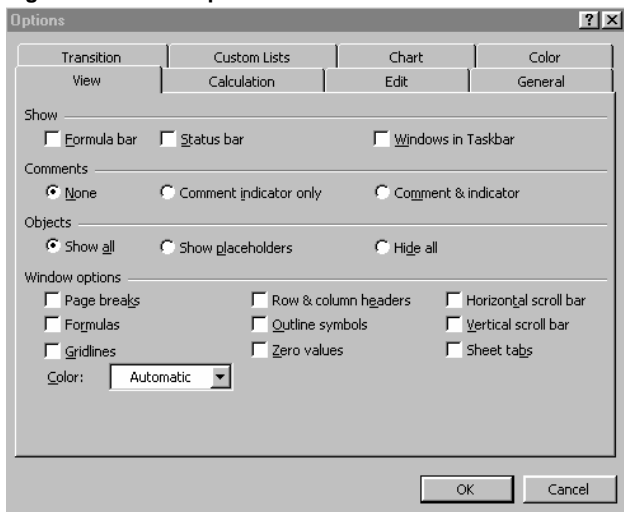 Options
Transition Custom Lists Chart Color
View Calculation Edit General
Show
Formula bar Status bar Windows in Taskbar
Comments
None Comment indicator only Comment & indicator
Objects
Show all Show placeholders Hide all
Window options
Page breaks Row & column headers Horizontal scroll bar
Formulas Outline symbols Vertical scroll bar
Gridlines Zero values Sheet tabs
Color: Automatic
OK Cancel